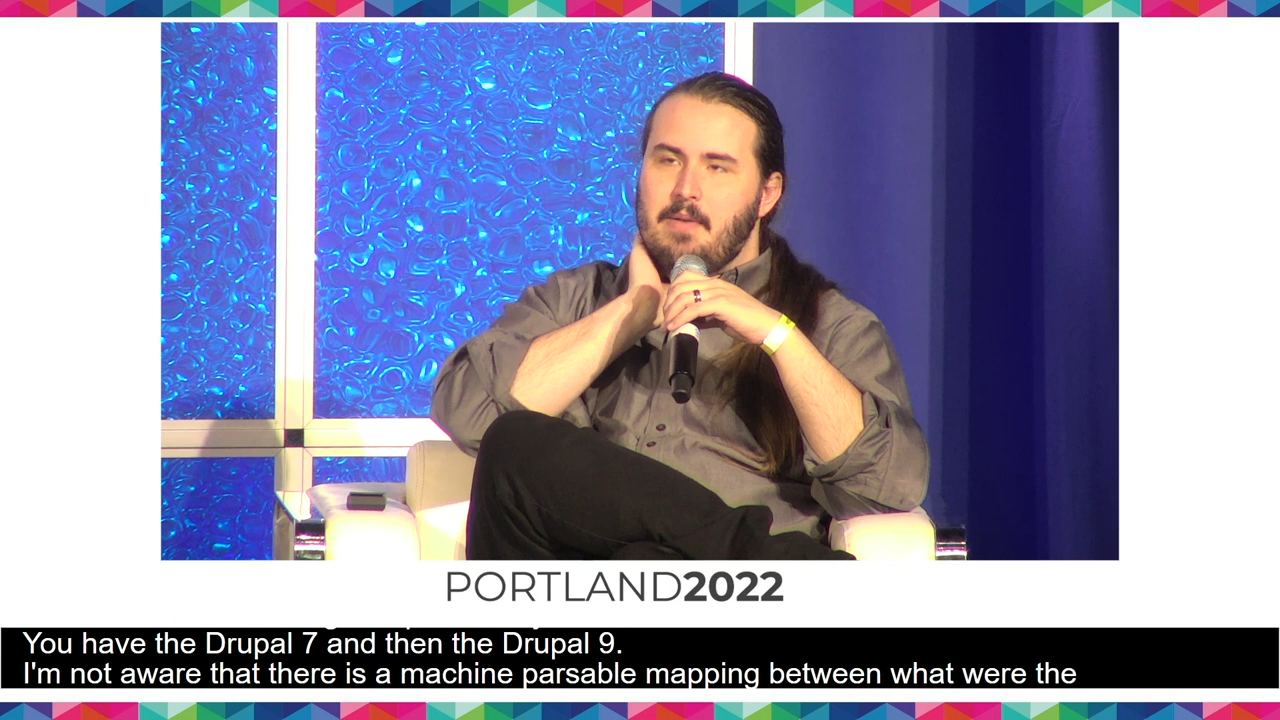 PORTLAND2022
You have the Drupal 7 and then the Drupal 9.
I'm not aware that there is a machine parsable mapping between what were the